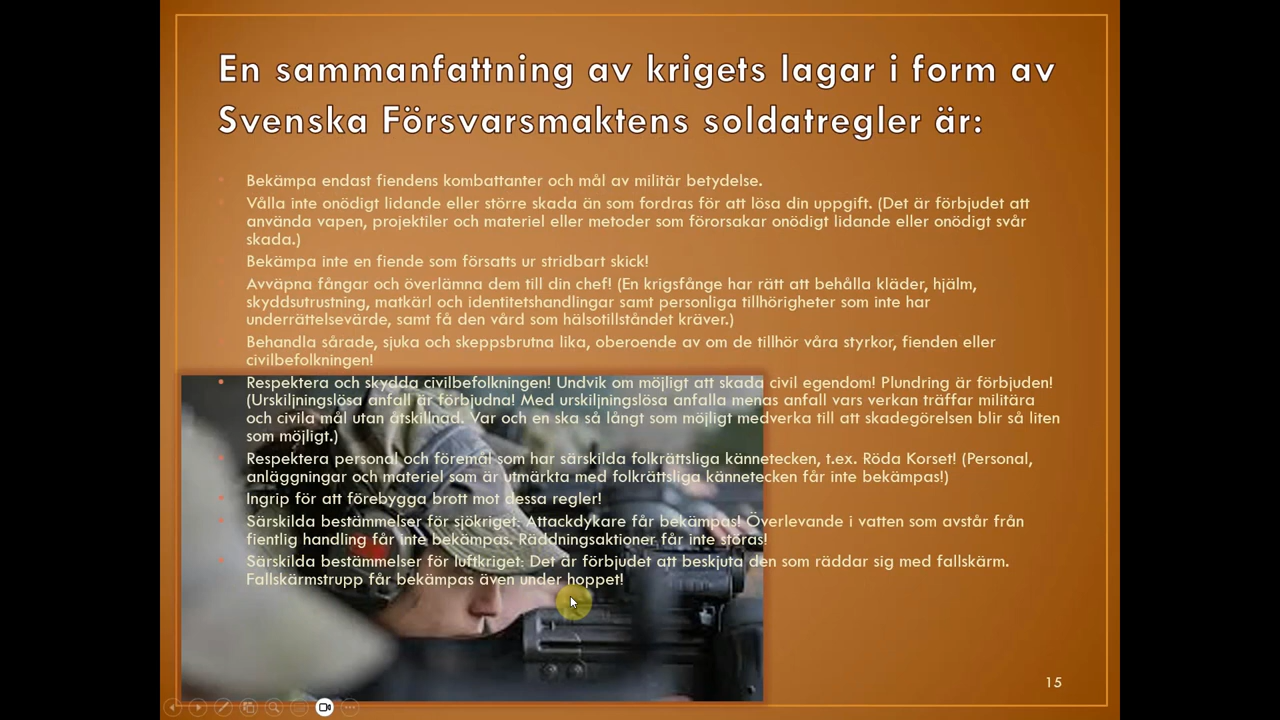 En sammanfattning av krigets lagar i form av
Svenska Försvarsmaktens soldatregler är:
Bekämpa endast fiendens kombattanter och mål av militär betydelse.
Vålla inte onödigt lidande eller större skada än som fordras för att lösa din uppgift. (Det är förbjudet att
använda vapen, projektiler och materiel eller metoder som förorsakar onödigt lidande eller onödigt svår
skada.)
Bekämpa inte en fiende som försatts ur stridbart skick!
Avväpna fångar och överlämna dem till din chef! (En krigsfånge har rätt att behålla kläder, hjälm,
skyddsutrustning, matkärl och identitetshandlingar samt personliga tillhörigheter som inte har
underrättelsevärde, samt få den vård som hälsotillståndet kräver.)
Behandla sårade, sjuka och skeppsbrutna lika, oberoende av om de tillhör våra styrkor, fienden eller
civilbefolkningen!
Respektera och skydda civilbefolkningen! Undvik om möjligt att skada civil egendom! Plundring är förbjuden!
(Urskiljningslösa anfall är förbjudna! Med urskiljningslösa anfalla menas anfall vars verkan träffar militära
och civila mål utan åtskillnad. Var och en ska så långt som möjligt medverka till att skadegörelsen blir så liten
som möjligt.)
Respektera personal och föremål som har särskilda folkrättsliga kännetecken, t.ex. Röda Korset! (Personal,
anläggningar och materiel som är utmärkta med folkrättsliga kännetecken får inte bekämpas!)
Ingrip för att förebygga brott mot dessa regler!
Särskilda bestämmelser för sjökriget: Attackdykare får bekämpas! Överlevande i vatten som avstår från
fientlig handling får inte bekämpas. Räddningsaktioner får inte störas!
Särskilda bestämmelser för luftkriget: Det är förbjudet att beskjuta den som räddar sig med fallskärm.
Fallskärmstrupp får bekämpas även under hoppet!
15